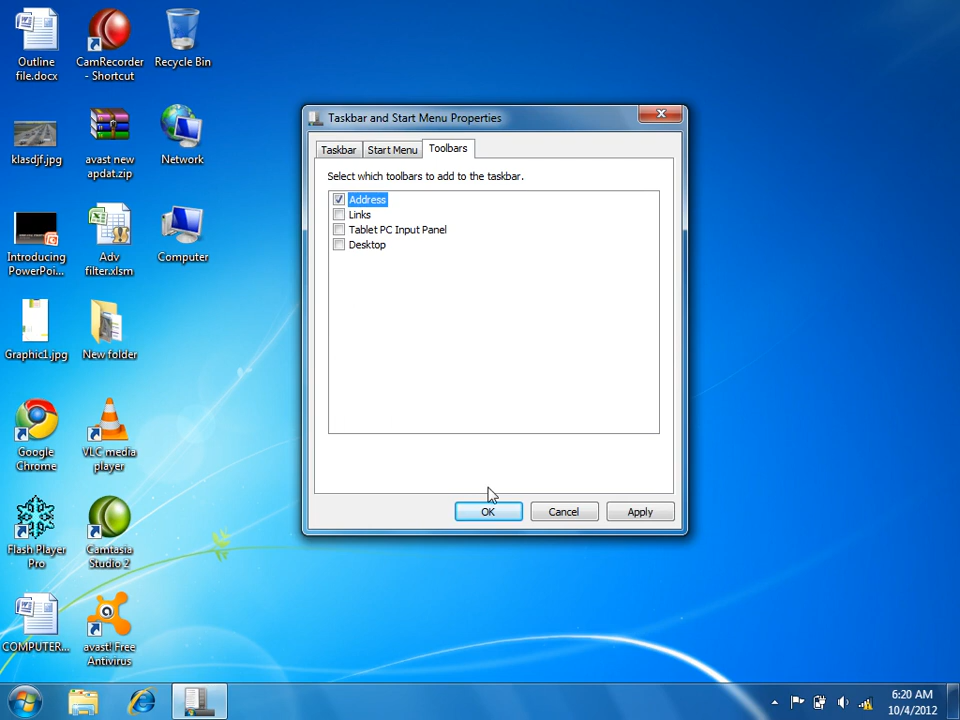 Outline
file.docx
CamRecorder
- Shortcut
Recycle Bin
klasdjf.jpg
avast new
apdat.zip
Network
Introducing
PowerPoi...
Adv
filter.xlsm
Computer
Graphic1.jpg
New folder
Google
Chrome
VLC media
player
Flash Player
Pro
Camtasia
Studio 2
COMPUTER...
avast! Free
Antivirus
Taskbar and Start Menu Properties
Taskbar
Start Menu
Toolbars
Select which toolbars to add to the taskbar.
Address
Links
Tablet PC Input Panel
Desktop
OK
Cancel
Apply
6:20 AM
10/4/2012